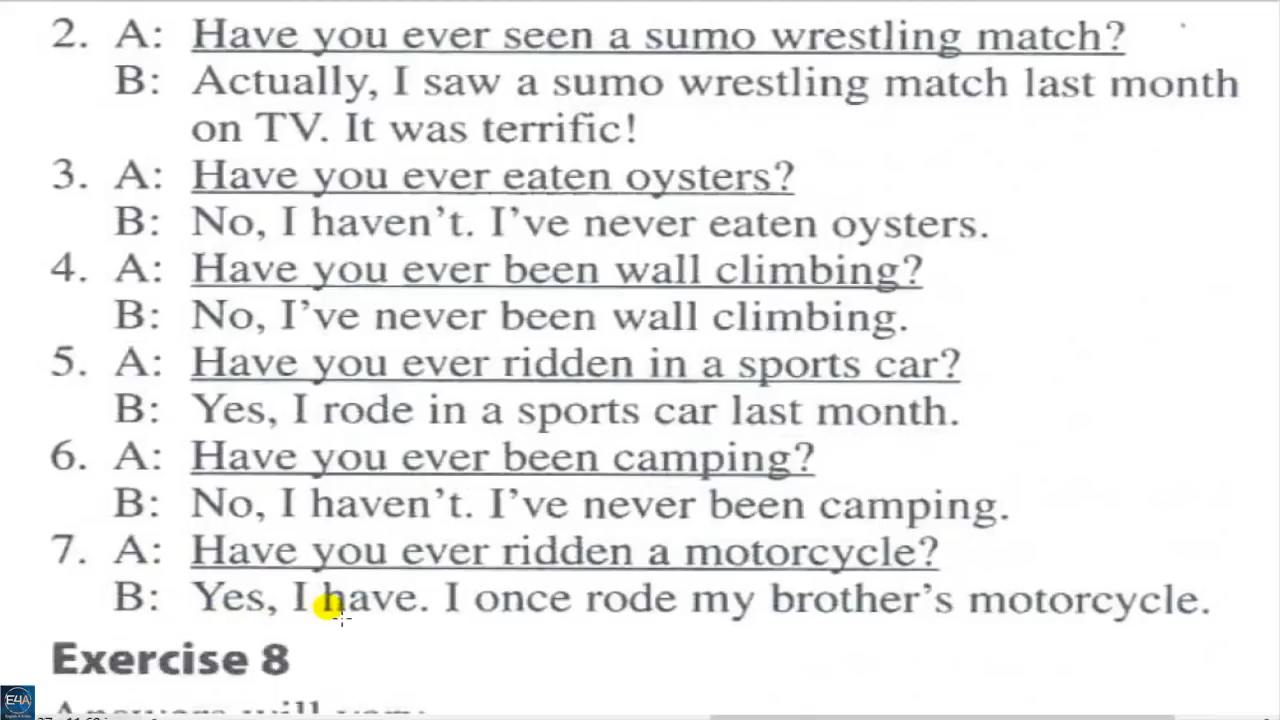 2. A: Have you ever seen a sumo wrestling match?
B: Actually, I saw a sumo wrestling match last month
on TV. It was terrific!
3. A: Have you ever eaten oysters?
B: No, I haven't. I've never eaten oysters.
4. A: Have you ever been wall climbing?
B: No, I've never been wall climbing.
5. A: Have you ever ridden in a sports car?
B: Yes, I rode in a sports car last month.
6. A: Have you ever been camping?
B: No, I haven't. I've never been camping.
7. A: Have you ever ridden a motorcycle?
B: Yes, I have. I once rode my brother's motorcycle.
Exercise 8
Answers will vary.
E4A